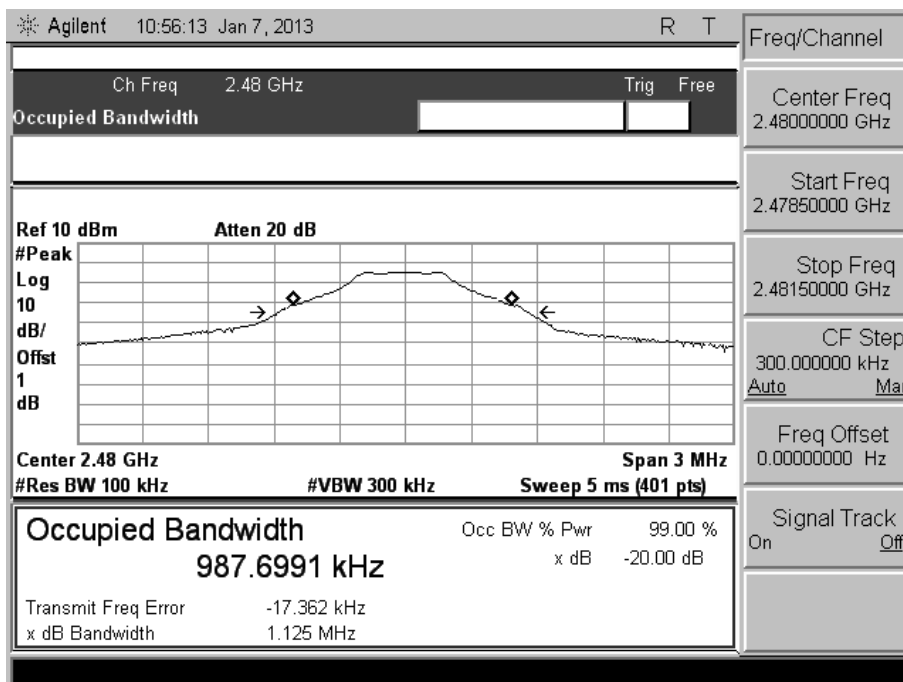 Agilent 10:56:13 Jan 7, 2013 R T
Ch Freq 2.48 GHz Trig Free
Occupied Bandwidth
Ref 10 dBm Atten 20 dB
#Peak
Log
10
dB/
Offst
1
dB
Center 2.48 GHz Span 3 MHz
#Res BW 100 kHz #VBW 300 kHz Sweep 5 ms (401 pts)
Occupied Bandwidth
987.6991 kHz
Occ BW % Pwr 99.00 %
x dB -20.00 dB
Transmit Freq Error -17.362 kHz
x dB Bandwidth 1.125 MHz
Freq/Channel
Center Freq
2.48000000 GHz
Start Freq
2.47850000 GHz
Stop Freq
2.48150000 GHz
CF Step
300.000000 kHz
Auto Ma
Freq Offset
0.00000000 Hz
Signal Track
On Off